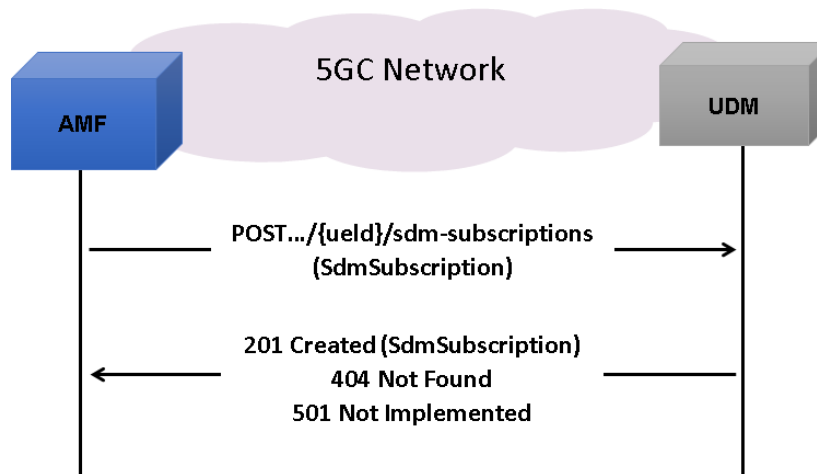 5GC Network
AMF
UDM
POST.../{ueId}/sdm-subscriptions
(SdmSubscription)
201 Created (SdmSubscription)
404 Not Found
501 Not Implemented